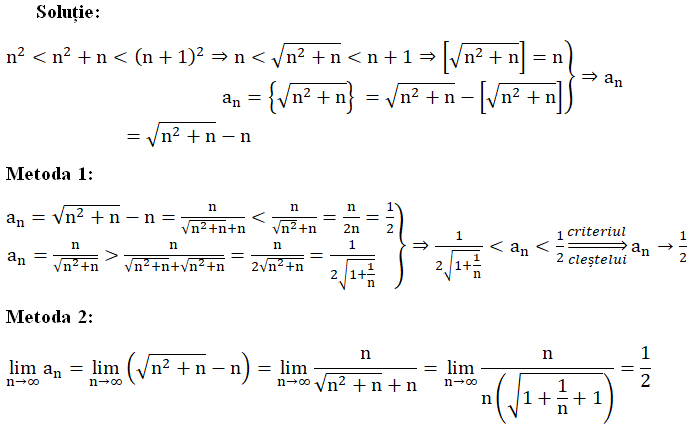 Soluție:
n² < n² + n < (n + 1)² ⇒ n < √(n² + n) < n + 1 ⇒ [√(n² + n)] = n
aₙ = {√(n² + n)} = √(n² + n) − [√(n² + n)] } ⇒ aₙ
= √(n² + n) − n
Metoda 1:
aₙ = √(n² + n) − n = n/(√(n²+n)+n) < n/(√(n²)+n) = n/2n = 1/2
aₙ = n/(√(n²+n)) > n/(√(n²+n)+√(n²+n)) = n/(2√(n²+n)) = 1/(2√(1+1/n)) } ⇒ 1/(2√(1+1/n)) < aₙ < 1/2 criteriul ⇒ cleștelui aₙ → 1/2
Metoda 2:
lim n→∞ aₙ = lim n→∞ (√(n² + n) − n) = lim n→∞ n/(√(n² + n) + n) = lim n→∞ n/(n(√(1 + 1/n + 1))) = 1/2